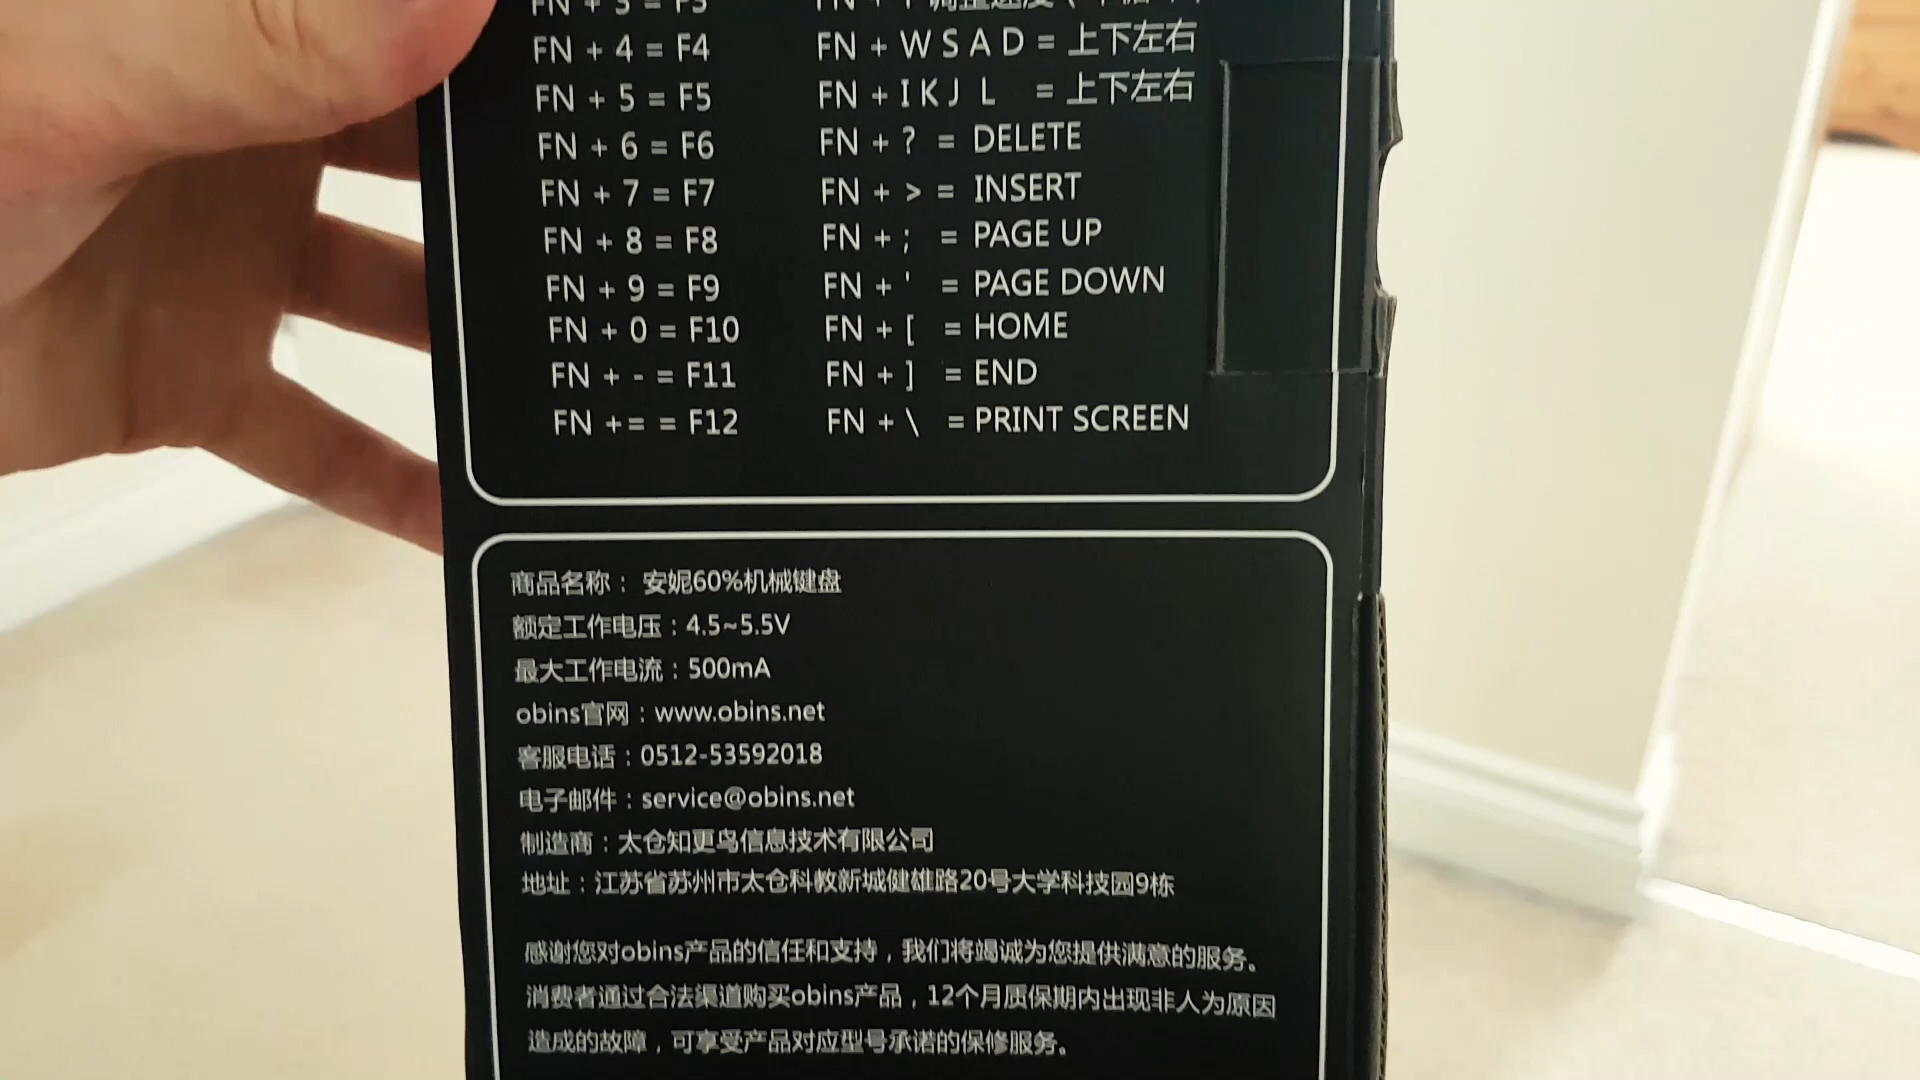 FN + 3 = F3
FN + 4 = F4
FN + 5 = F5
FN + 6 = F6
FN + 7 = F7
FN + 8 = F8
FN + 9 = F9
FN + 0 = F10
FN + - = F11
FN + = = F12
FN + W S A D = 上下左右
FN + I K J L = 上下左右
FN + ? = DELETE
FN + > = INSERT
FN + ; = PAGE UP
FN + ' = PAGE DOWN
FN + [ = HOME
FN + ] = END
FN + \ = PRINT SCREEN
商品名称： 安妮60%机械键盘
额定工作电压：4.5~5.5V
最大工作电流：500mA
obins官网：www.obins.net
客服电话：0512-53592018
电子邮件：service@obins.net
制造商：太仓知更鸟信息技术有限公司
地址：江苏省苏州市太仓科教新城健雄路20号大学科技园9栋
感谢您对obins产品的信任和支持，我们将竭诚为您提供满意的服务。
消费者通过合法渠道购买obins产品，12个月质保期内出现非人为原因
造成的故障，可享受产品对应型号承诺的保修服务。